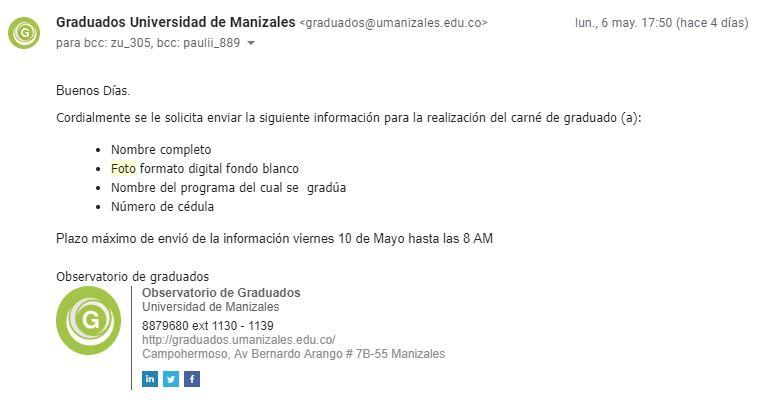 Graduados Universidad de Manizales <graduados@umanizales.edu.co> lun., 6 may. 17:50 (hace 4 días)
para bcc: zu_305, bcc: paulii_889
Buenos Días.
Cordialmente se le solicita enviar la siguiente información para la realización del carné de graduado (a):
• Nombre completo
• Foto formato digital fondo blanco
• Nombre del programa del cual se gradúa
• Número de cédula
Plazo máximo de envió de la información viernes 10 de Mayo hasta las 8 AM
Observatorio de graduados
G
Observatorio de Graduados
Universidad de Manizales
8879680 ext 1130 - 1139
http://graduados.umanizales.edu.co/
Campohermoso, Av Bernardo Arango # 7B-55 Manizales